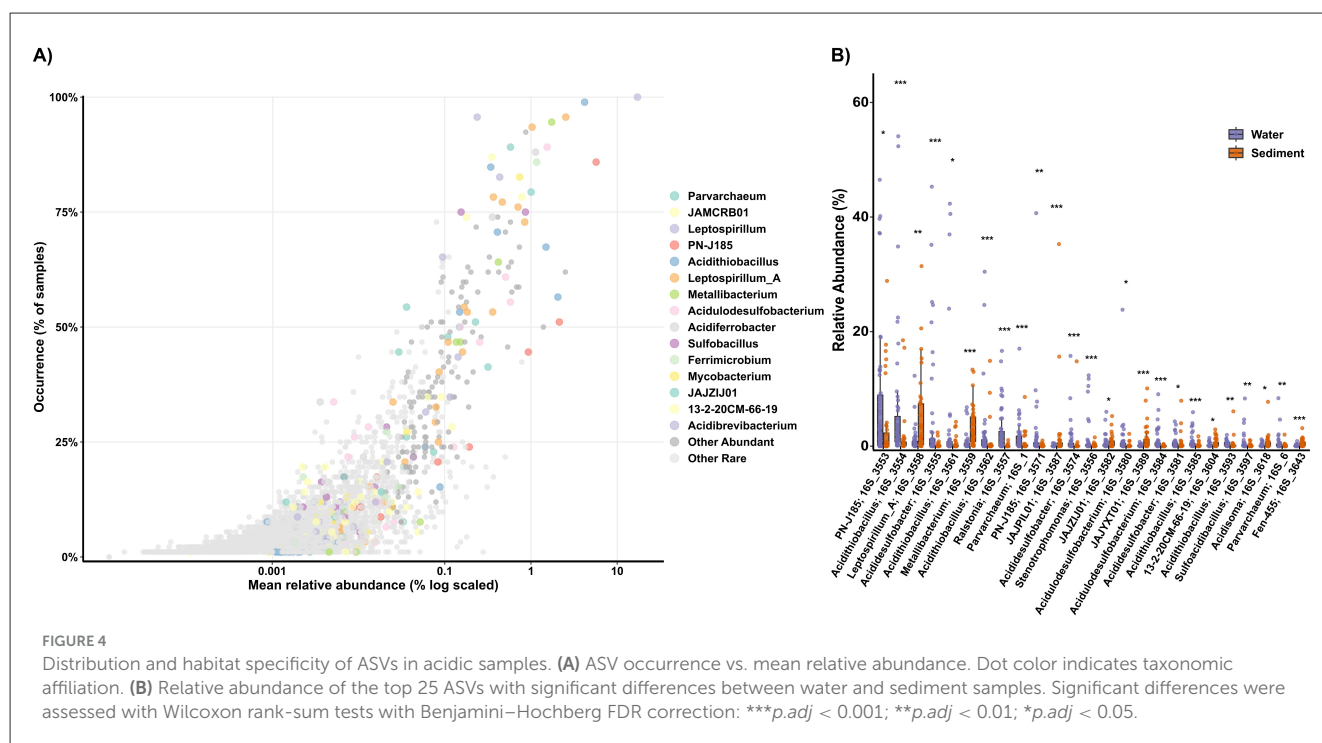 A)
100%
75%
50%
25%
0%
Occurrence (% of samples)
0.001
0.1
1
10
Mean relative abundance (% log scaled)
Parvarchaeum
JAMCRB01
Leptospirillum
PN-J185
Acidithiobacillus
Leptospirillum_A
Metallibacterium
Acidulodesulfobacterium
Acidiferrobacter
Sulfobacillus
Ferrimicrobium
Mycobacterium
JAZIJ01
13-2-20CM-66-19
Acidibrevibacterium
Other Abundant
Other Rare
B)
60
40
20
0
Relative Abundance (%)
Water
Sediment
*
***
**
***
*
***
***
***
***
**
***
***
***
*
*
***
***
*
***
*
**
**
*
**
***
PN-J185; 16S_3553
Acidithiobacillus; 16S_3554
Leptospirillum_A; 16S_3558
Acididesulfobacter; 16S_3555
Acidithiobacillus; 16S_3561
Metallibacterium; 16S_3559
Acidithiobacillus; 16S_3562
Ralstonia; 16S_3557
Parvarchaeum; 16S_1
PN-J185; 16S_3571
JAJPIL01; 16S_3587
Acididesulfobacter; 16S_3574
Stenotrophomonas; 16S_3556
JAZIJ01; 16S_3592
Acidulodesulfobacterium; 16S_3580
JAJYXT01; 16S_3589
Acidulodesulfobacterium; 16S_3564
Acididesulfobacter; 16S_3581
Acidithiobacillus; 16S_3585
13-2-20CM-66-19; 16S_3604
Acidithiobacillus; 16S_3593
Sulfoacidibacillus; 16S_3597
Acidisoma; 16S_3618
Parvarchaeum; 16S_6
Fen-455; 16S_3643
FIGURE 4
Distribution and habitat specificity of ASVs in acidic samples. (A) ASV occurrence vs. mean relative abundance. Dot color indicates taxonomic
affiliation. (B) Relative abundance of the top 25 ASVs with significant differences between water and sediment samples. Significant differences were
assessed with Wilcoxon rank-sum tests with Benjamini–Hochberg FDR correction: ***p.adj < 0.001; **p.adj < 0.01; *p.adj < 0.05.